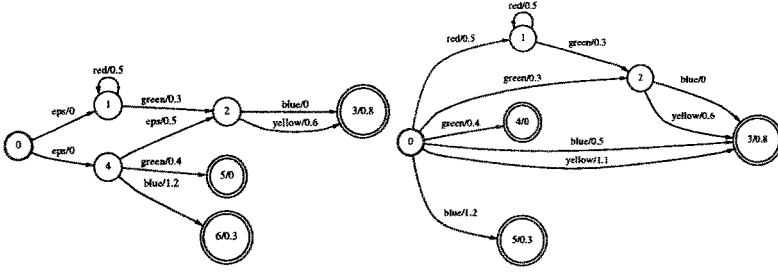 red/0.5
1
eps/0
green/0.3
eps/0.5
2
blue/0
yellow/0.6
3/0.8
0
eps/0
4
green/0.4
blue/1.2
5/0
6/0.3
red/0.5
1
red/0.5
green/0.3
green/0.3
2
blue/0
yellow/0.6
green/0.4
4/0
0
blue/0.5
yellow/1.1
3/0.8
blue/1.2
5/0.3